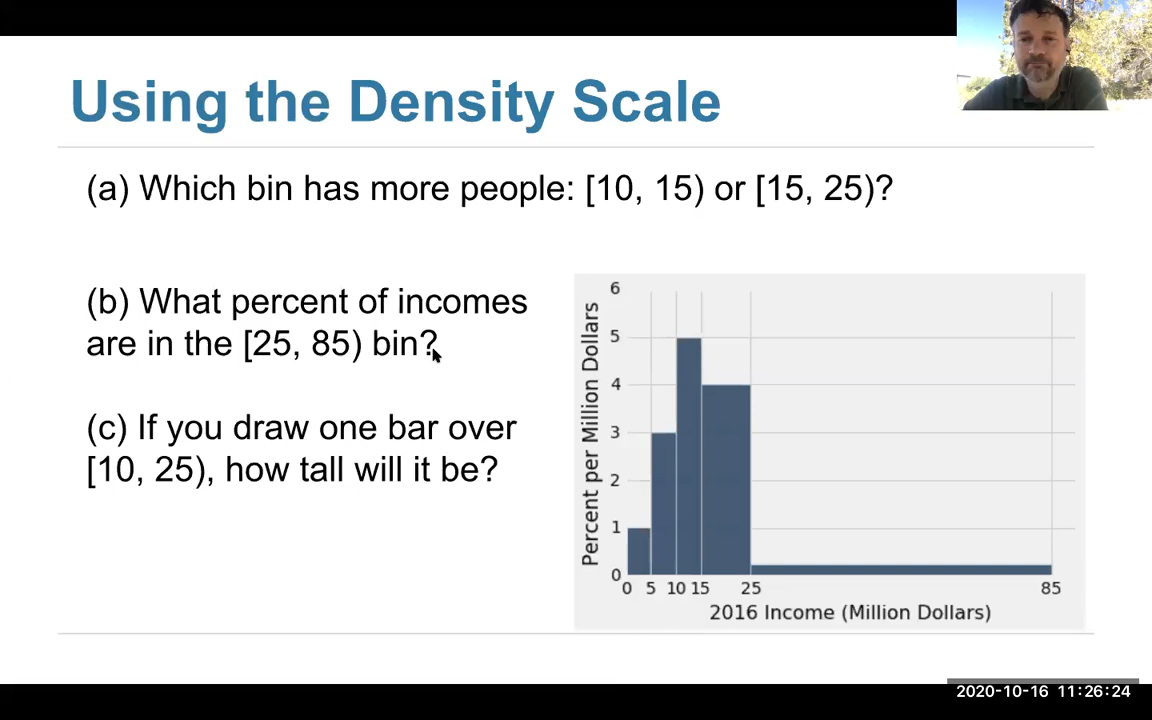 Using the Density Scale
(a) Which bin has more people: [10, 15) or [15, 25)?
(b) What percent of incomes
are in the [25, 85) bin?
(c) If you draw one bar over
[10, 25), how tall will it be?
Percent per Million Dollars
6
5
4
3
2
1
0
0 5 10 15 25 85
2016 Income (Million Dollars)
2020-10-16 11:26:24